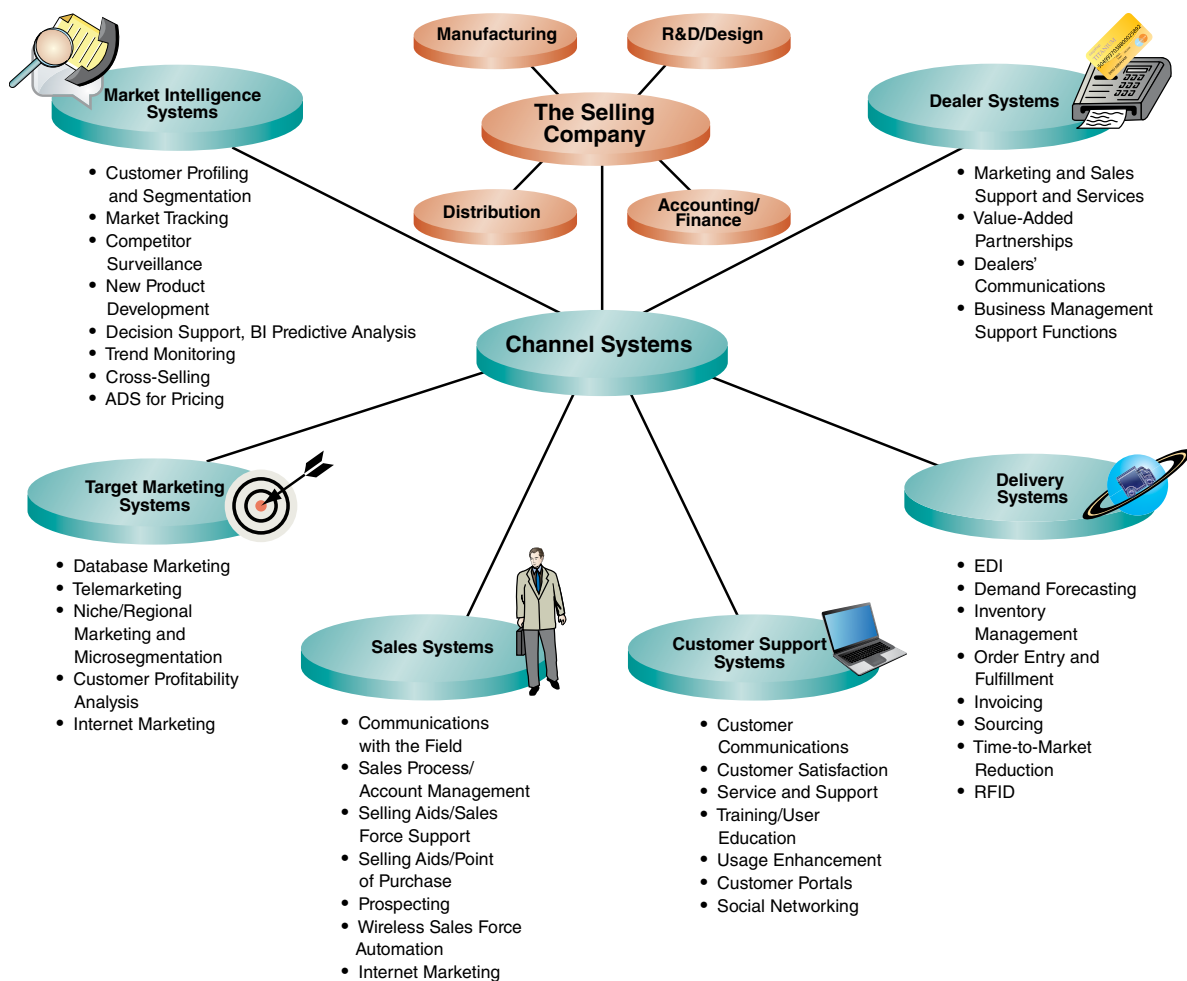 Manufacturing
R&D/Design
The Selling
Company
Distribution
Accounting/
Finance
Market Intelligence
Systems
• Customer Profiling
and Segmentation
• Market Tracking
• Competitor
Surveillance
• New Product
Development
• Decision Support, BI Predictive Analysis
• Trend Monitoring
• Cross-Selling
• ADS for Pricing
Dealer Systems
• Marketing and Sales
Support and Services
• Value-Added
Partnerships
• Dealers'
Communications
• Business Management
Support Functions
Channel Systems
Target Marketing
Systems
• Database Marketing
• Telemarketing
• Niche/Regional
Marketing and
Microsegmentation
• Customer Profitability
Analysis
• Internet Marketing
Sales Systems
• Communications
with the Field
• Sales Process/
Account Management
• Selling Aids/Sales
Force Support
• Selling Aids/Point
of Purchase
• Prospecting
• Wireless Sales Force
Automation
• Internet Marketing
Customer Support
Systems
• Customer
Communications
• Customer Satisfaction
• Service and Support
• Training/User
Education
• Usage Enhancement
• Customer Portals
• Social Networking
Delivery
Systems
• EDI
• Demand Forecasting
• Inventory
Management
• Order Entry and
Fulfillment
• Invoicing
• Sourcing
• Time-to-Market
Reduction
• RFID